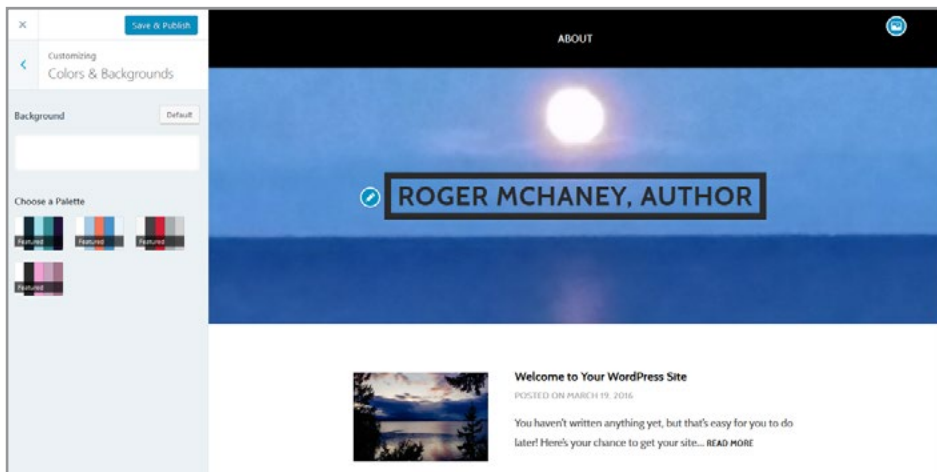 ×
Save & Publish
Customizing
Colors & Backgrounds
Background
Default
Choose a Palette
Featured
Featured
Featured
Featured
ABOUT
ROGER MCHANEY, AUTHOR
Welcome to Your WordPress Site
POSTED ON MARCH 19, 2016
You haven't written anything yet, but that's easy for you to do
later! Here's your chance to get your site... READ MORE